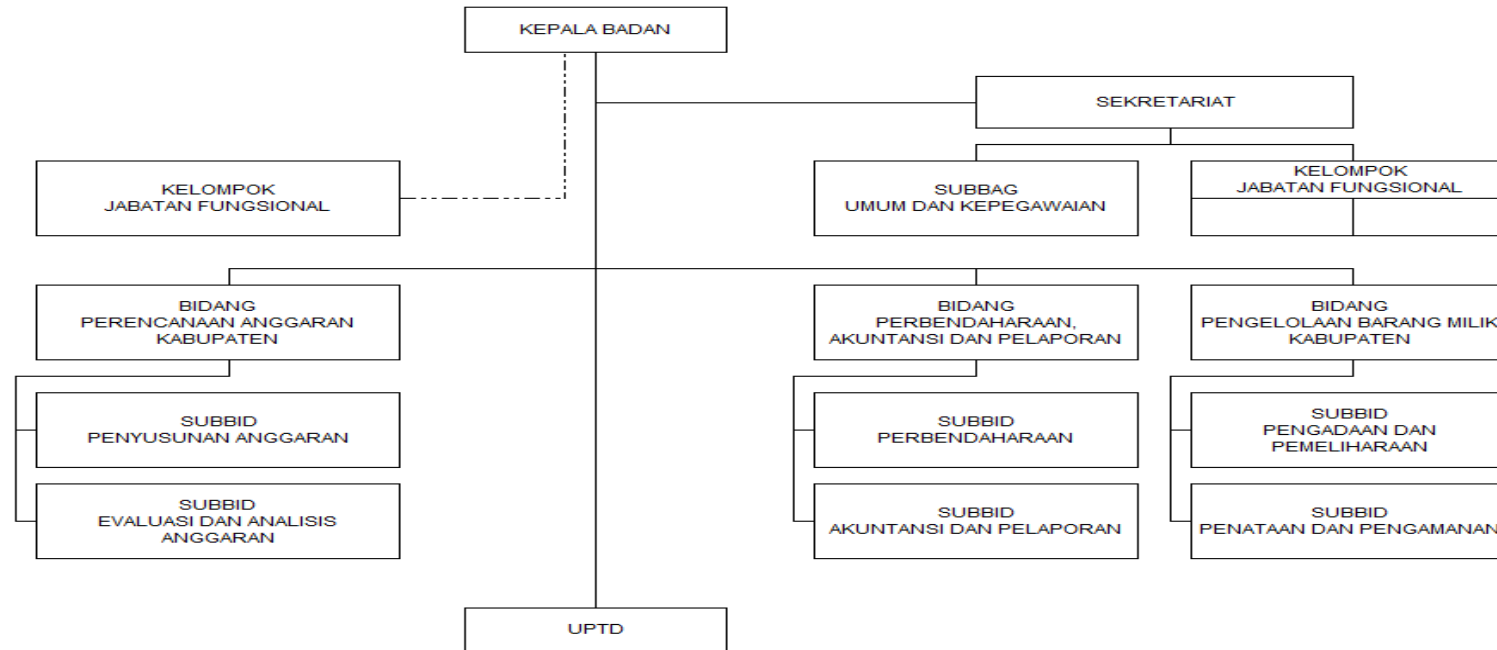 KEPALA BADAN
SEKRETARIAT
KELOMPOK
JABATAN FUNGSIONAL
SUBBAG
UMUM DAN KEPEGAWAIAN
KELOMPOK
JABATAN FUNGSIONAL
BIDANG
PERENCANAAN ANGGARAN
KABUPATEN
BIDANG
PERBENDAHARAAN,
AKUNTANSI DAN PELAPORAN
BIDANG
PENGELOLAAN BARANG MILIK
KABUPATEN
SUBBID
PENYUSUNAN ANGGARAN
SUBBID
PERBENDAHARAAN
SUBBID
PENGADAAN DAN
PEMELIHARAAN
SUBBID
EVALUASI DAN ANALISIS
ANGGARAN
SUBBID
AKUNTANSI DAN PELAPORAN
SUBBID
PENATAAN DAN PENGAMANAN
UPTD